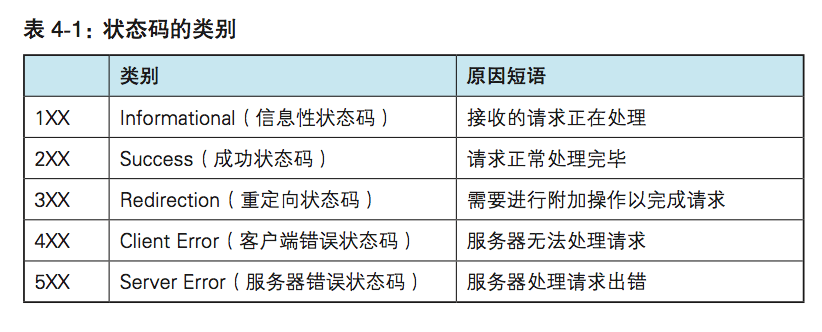 表 4-1：状态码的类别
类别 原因短语
1XX Informational（信息性状态码） 接收的请求正在处理
2XX Success（成功状态码） 请求正常处理完毕
3XX Redirection（重定向状态码） 需要进行附加操作以完成请求
4XX Client Error（客户端错误状态码） 服务器无法处理请求
5XX Server Error（服务器错误状态码） 服务器处理请求出错